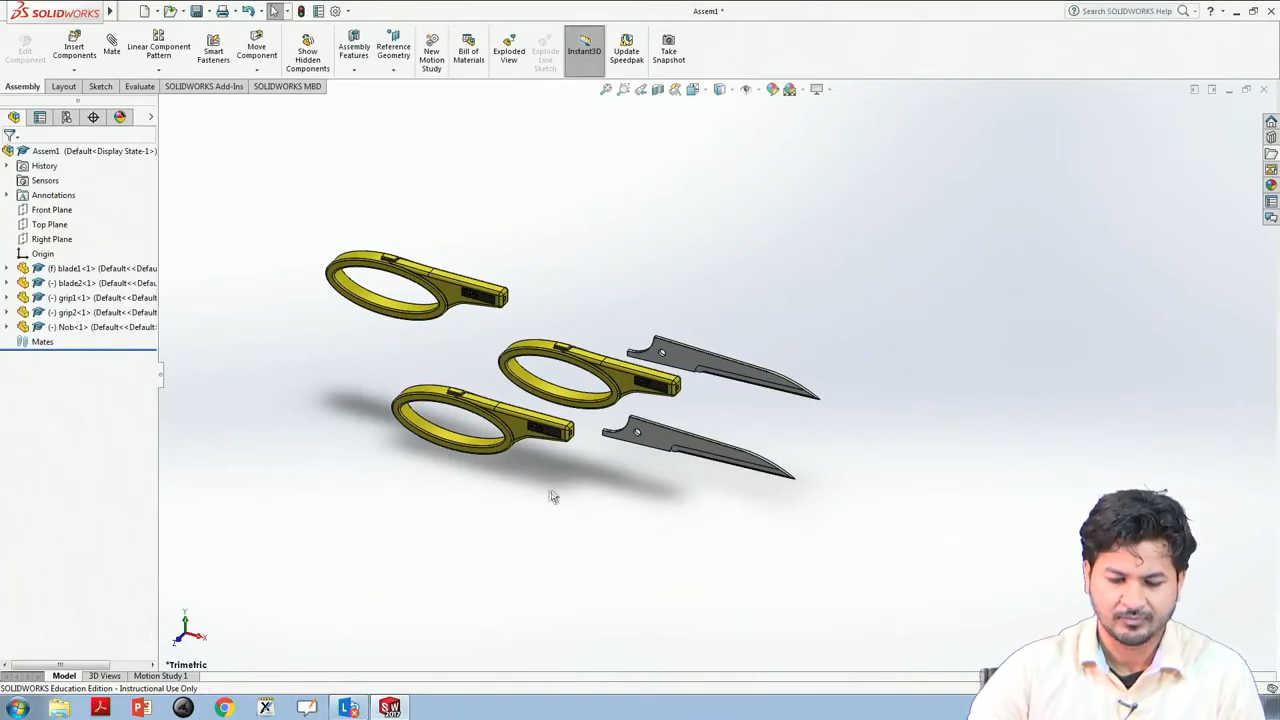 SOLIDWORKS
Assem1 *
Search SOLIDWORKS Help
Edit
Component
Insert
Components
Mate
Linear Component
Pattern
Smart
Fasteners
Move
Component
Show
Hidden
Components
Assembly
Features
Reference
Geometry
New
Motion
Study
Bill of
Materials
Exploded
View
Explode
Line
Sketch
Instant3D
Update
Speedpak
Take
Snapshot
Assembly
Layout
Sketch
Evaluate
SOLIDWORKS Add-Ins
SOLIDWORKS MBD
Assem1 (Default<Display State-1>)
History
Sensors
Annotations
Front Plane
Top Plane
Right Plane
Origin
(f) blade1<1> (Default<<Defau
(-) blade2<1> (Default<<Defau
(-) grip1<1> (Default<<Default
(-) grip2<1> (Default<<Default
(-) Nob<1> (Default<<Default>
Mates
Y
X
Z
*Trimetric
Model
3D Views
Motion Study 1
SOLIDWORKS Education Edition - Instructional Use Only
SW
2017